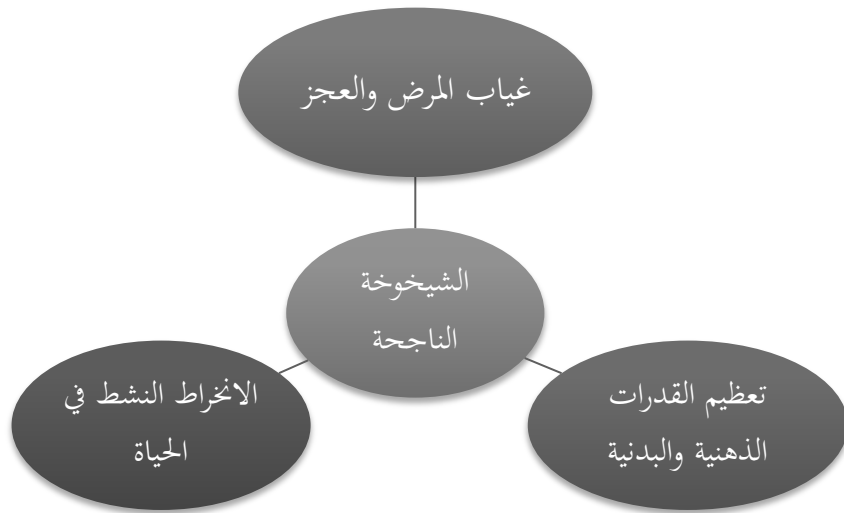 غياب المرض والعجز
الشيخوخة
الناجحة
تعظيم القدرات
الذهنية والبدنية
الانخراط النشط في
الحياة